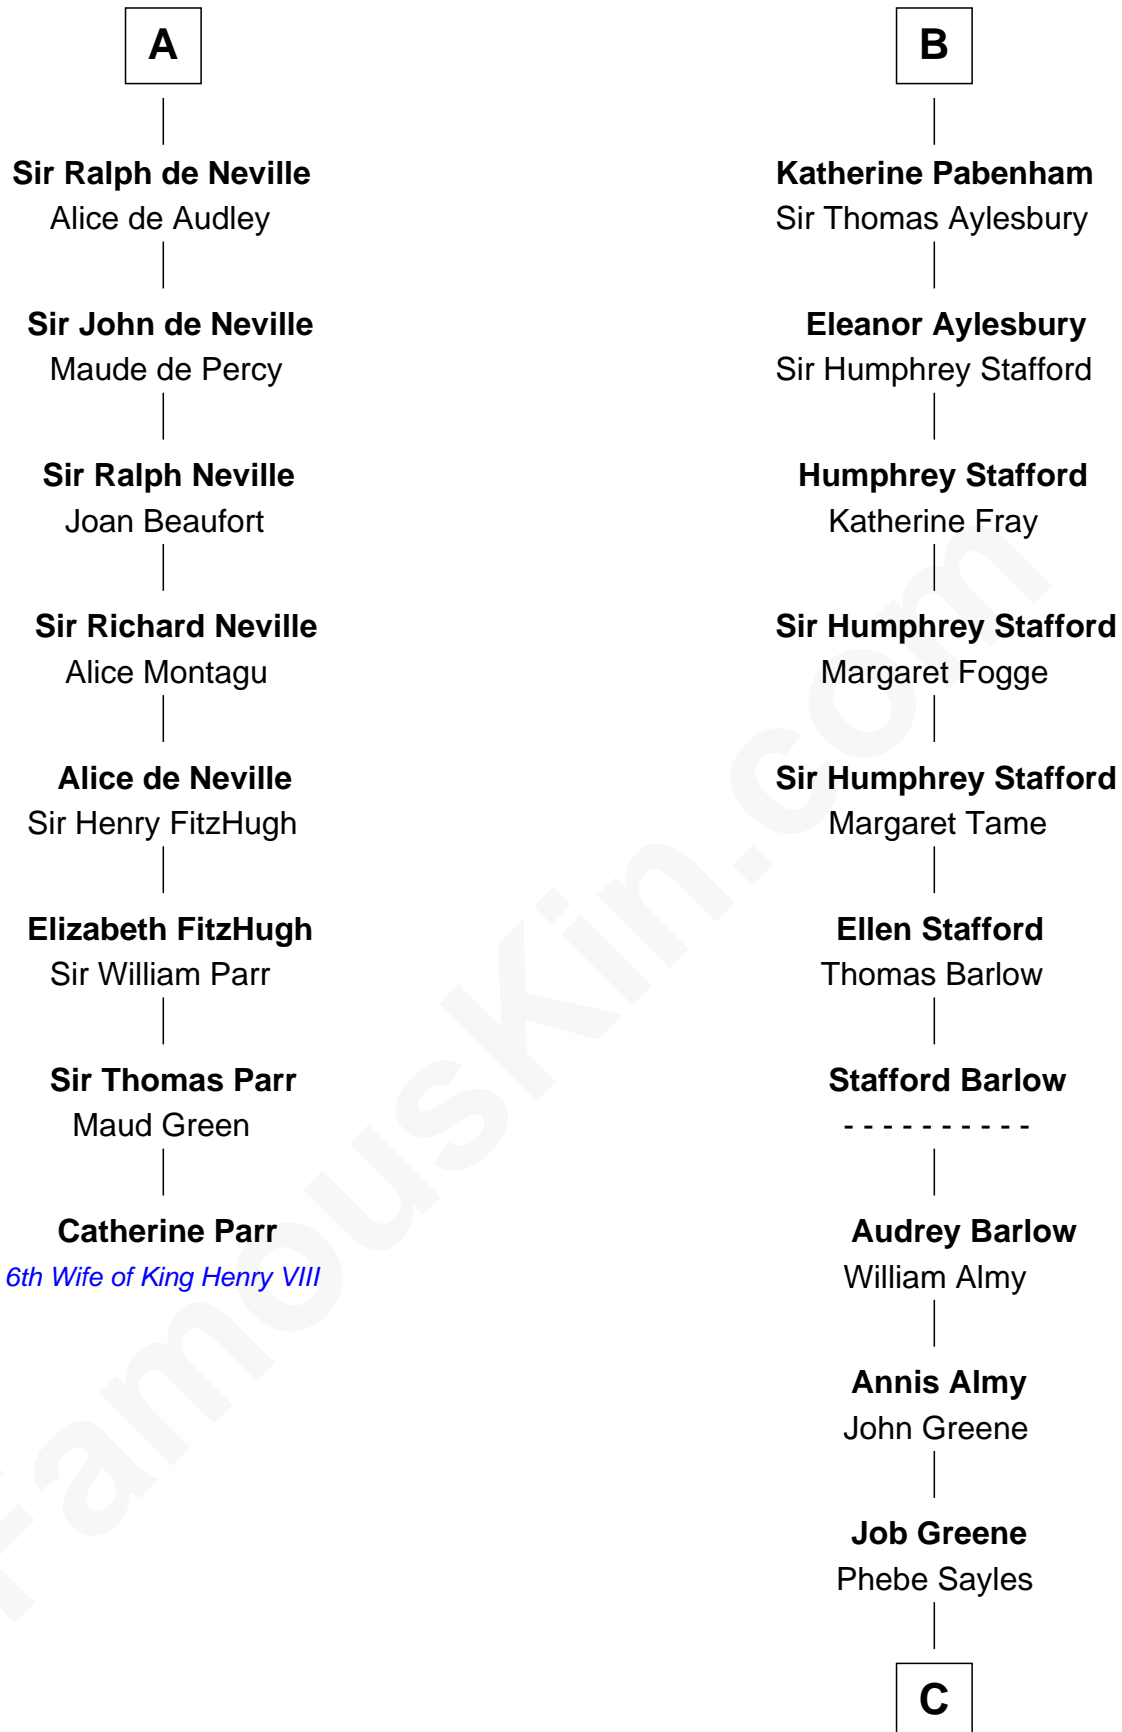 A
Sir Ralph de Neville
Alice de Audley
Sir John de Neville
Maude de Percy
Sir Ralph Neville
Joan Beaufort
Sir Richard Neville
Alice Montagu
Alice de Neville
Sir Henry FitzHugh
Elizabeth FitzHugh
Sir William Parr
Sir Thomas Parr
Maud Green
Catherine Parr
6th Wife of King Henry VIII
B
Katherine Pabenham
Sir Thomas Aylesbury
Eleanor Aylesbury
Sir Humphrey Stafford
Humphrey Stafford
Katherine Fray
Sir Humphrey Stafford
Margaret Fogge
Sir Humphrey Stafford
Margaret Tame
Ellen Stafford
Thomas Barlow
Stafford Barlow
- - - - - - - - - -
Audrey Barlow
William Almy
Annis Almy
John Greene
Job Greene
Phebe Sayles
C
FamousKin.com